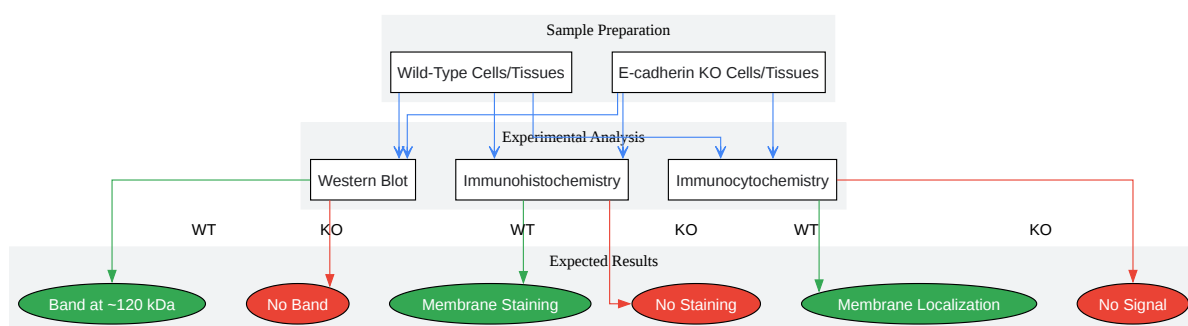 Sample Preparation
Wild-Type Cells/Tissues
E-cadherin KO Cells/Tissues
Experimental Analysis
Western Blot
Immunohistochemistry
Immunocytochemistry
WT
KO
WT
KO
WT
KO
Expected Results
Band at ~120 kDa
No Band
Membrane Staining
No Staining
Membrane Localization
No Signal